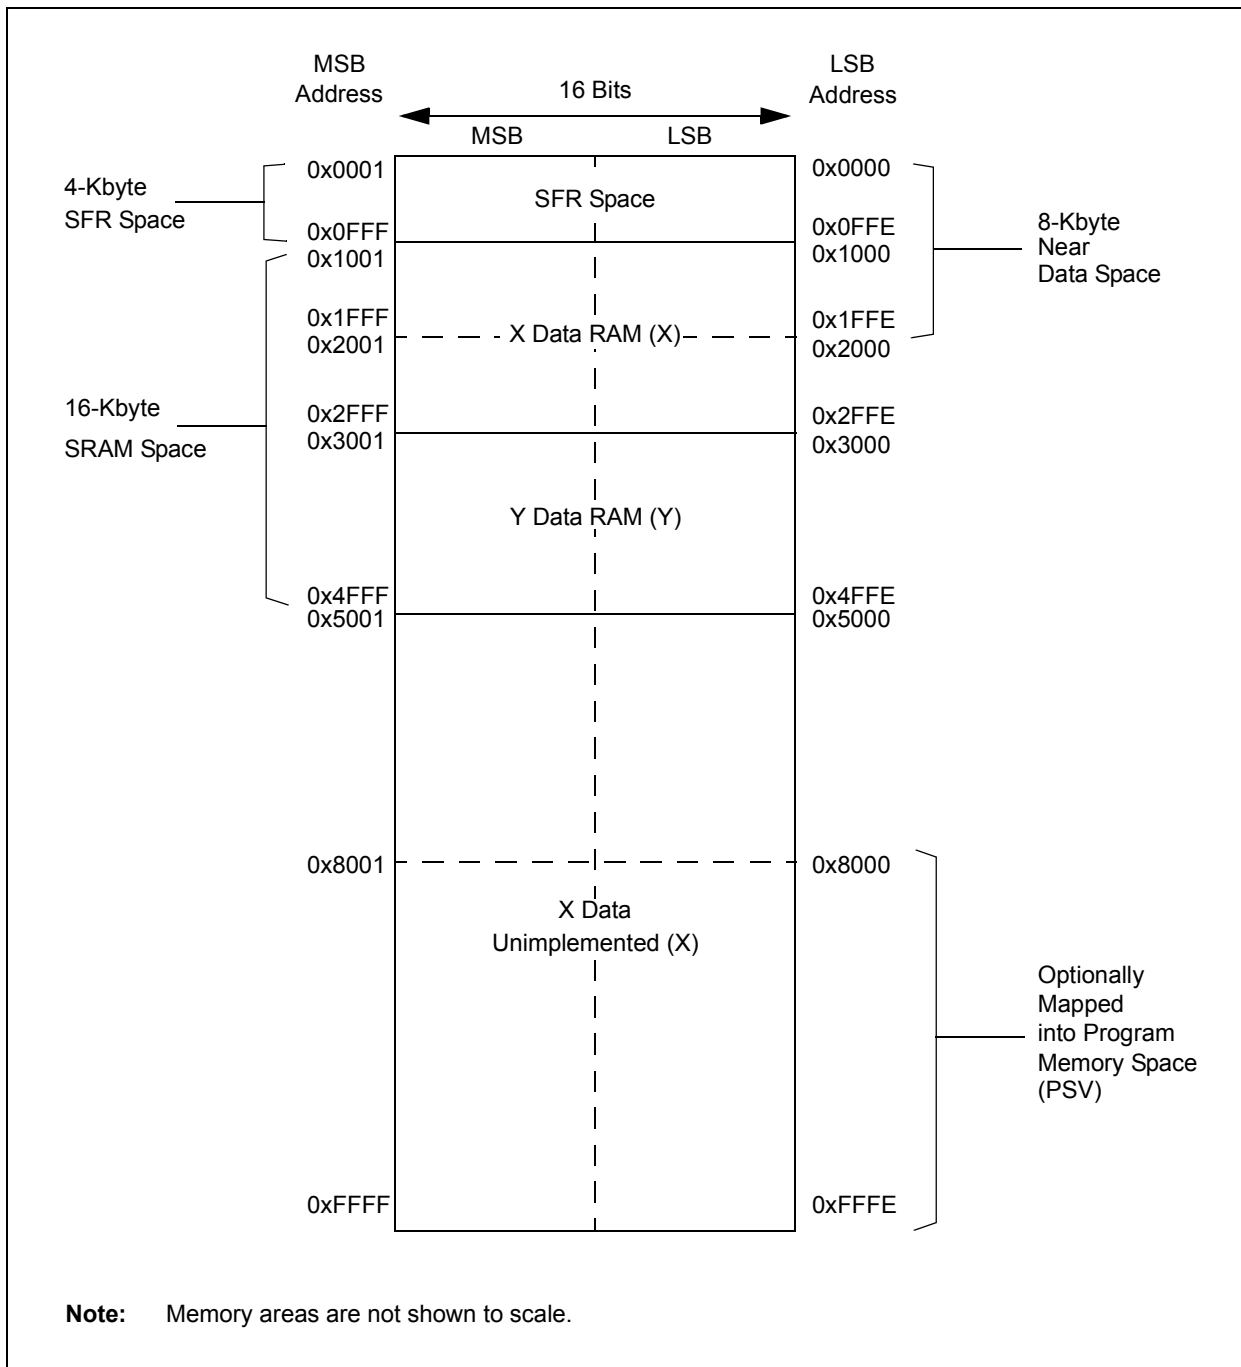 MSB
Address
LSB
Address
16 Bits
MSB
LSB
4-Kbyte
SFR Space
0x0001
0x0000
SFR Space
0x0FFF
0x0FFE
0x1001
0x1000
8-Kbyte
Near
Data Space
0x1FFF
0x1FFE
X Data RAM (X)
0x2001
0x2000
16-Kbyte
SRAM Space
0x2FFF
0x2FFE
0x3001
0x3000
Y Data RAM (Y)
0x4FFF
0x4FFE
0x5001
0x5000
0x8001
0x8000
X Data
Unimplemented (X)
Optionally
Mapped
into Program
Memory Space
(PSV)
0xFFFF
0xFFFE
Note: Memory areas are not shown to scale.